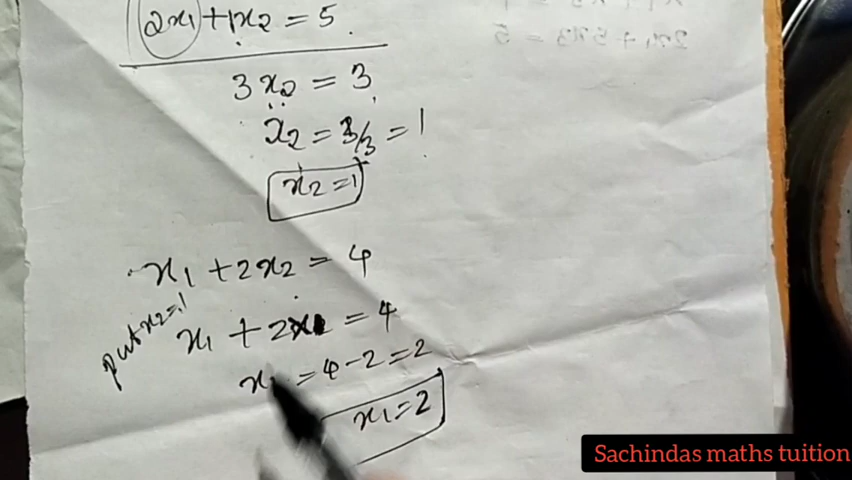 2x1 + 1x2 = 5
3x2 = 3
x2 = 3/3 = 1
x2 = 1
x1 + 2x2 = 4
put x2=1
x1 + 2x1 = 4
x1 = 4-2 = 2
x1 = 2
Sachindas maths tuition